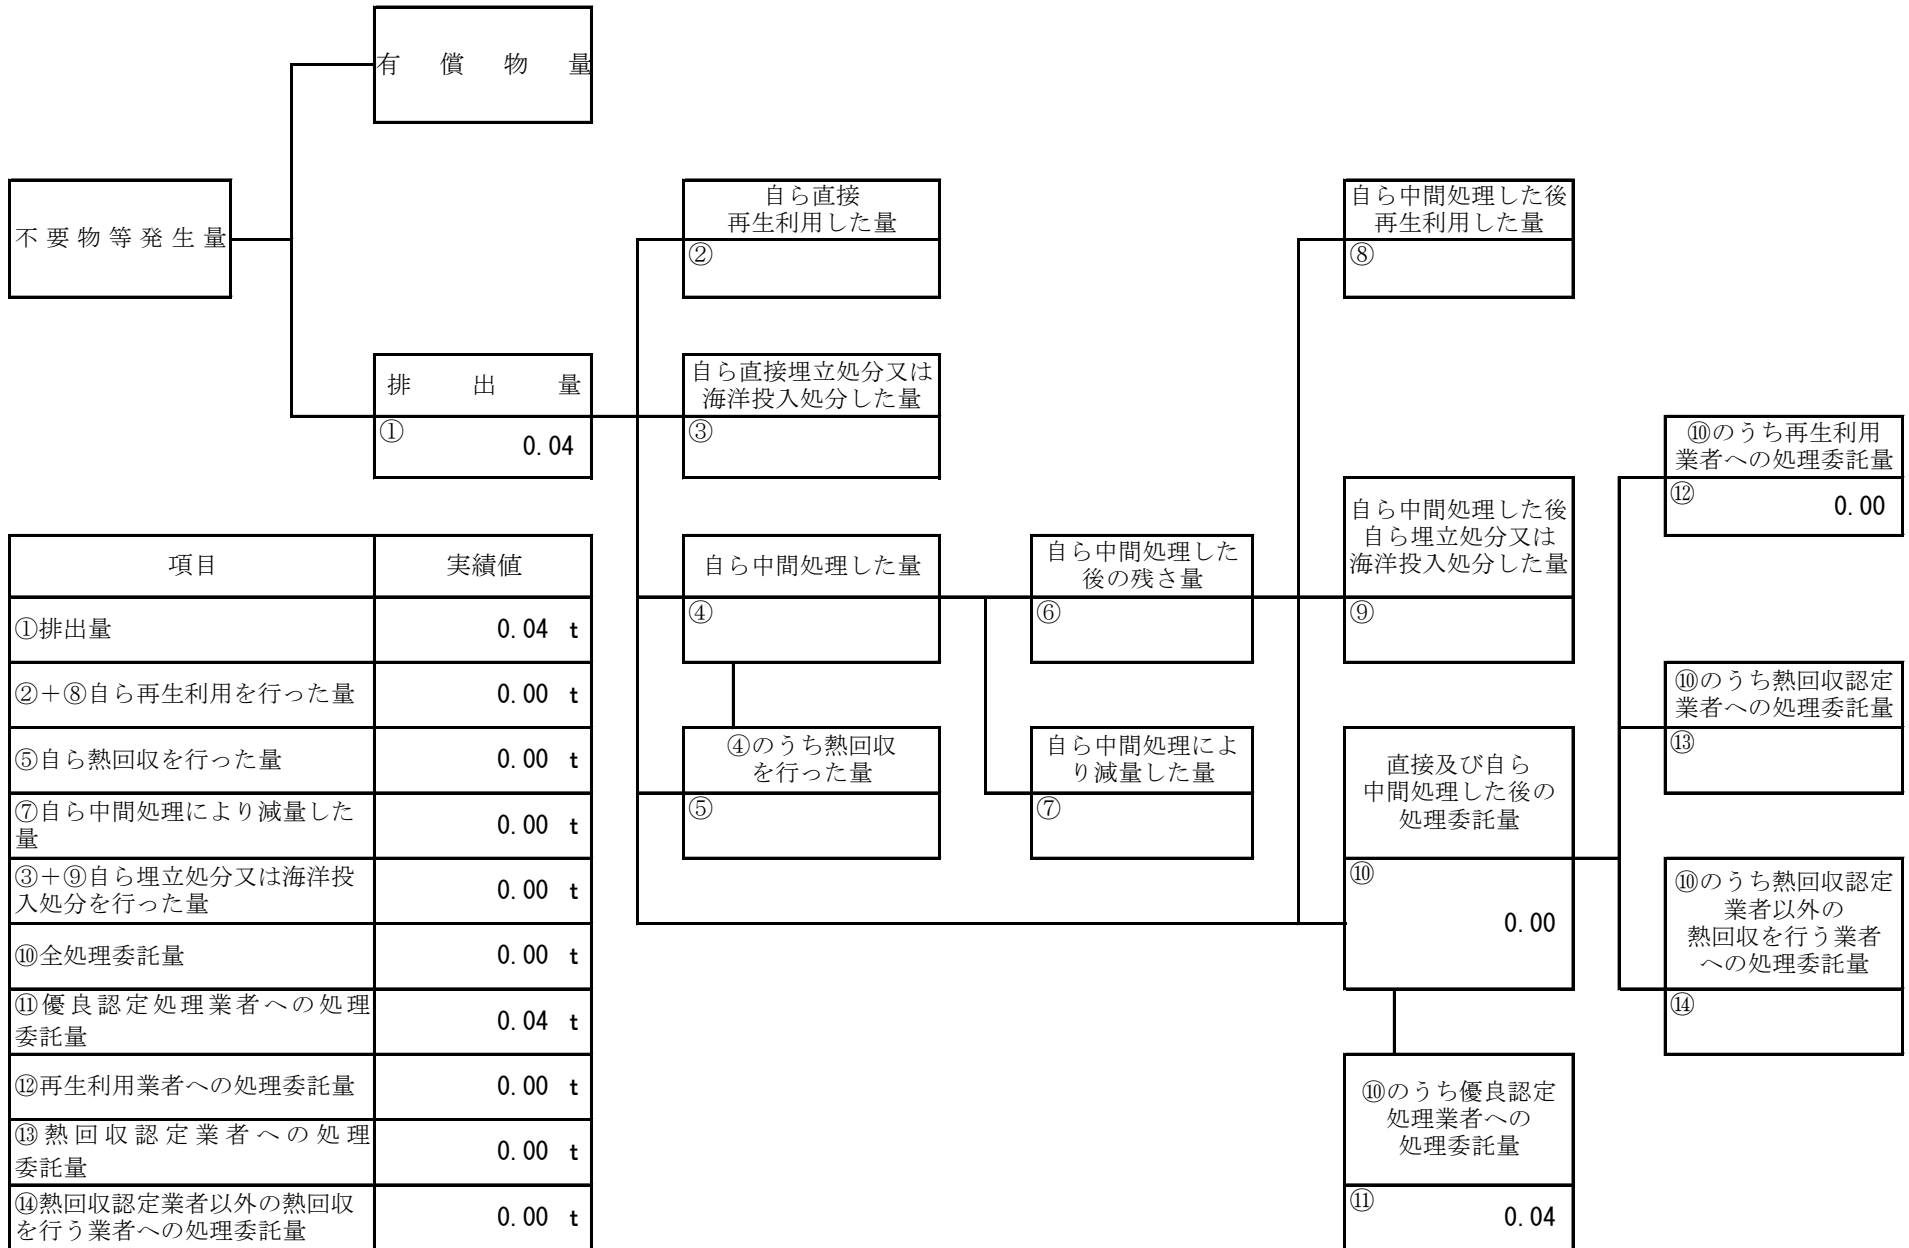 有償物量
不要物等発生量
排出量
① 0.04
自ら直接
再生利用した量
②
自ら直接埋立処分又は
海洋投入処分した量
③
自ら中間処理した量
④
④のうち熱回収
を行った量
⑤
自ら中間処理した
後の残さ量
⑥
自ら中間処理によ
り減量した量
⑦
自ら中間処理した後
再生利用した量
⑧
自ら中間処理した後
自ら埋立処分又は
海洋投入処分した量
⑨
直接及び自ら
中間処理した後の
処理委託量
⑩
0.00
⑩のうち優良認定
処理業者への
処理委託量
⑪ 0.04
⑩のうち再生利用
業者への処理委託量
⑫ 0.00
⑩のうち熱回収認定
業者への処理委託量
⑬
⑩のうち熱回収認定
業者以外の
熱回収を行う業者
への処理委託量
⑭
項目 実績値
①排出量 0.04 t
②+⑧自ら再生利用を行った量 0.00 t
⑤自ら熱回収を行った量 0.00 t
⑦自ら中間処理により減量した
量 0.00 t
③+⑨自ら埋立処分又は海洋投
入処分を行った量 0.00 t
⑩全処理委託量 0.00 t
⑪優良認定処理業者への処理
委託量 0.04 t
⑫再生利用業者への処理委託量 0.00 t
⑬熱回収認定業者への処理
委託量 0.00 t
⑭熱回収認定業者以外の熱回収
を行う業者への処理委託量 0.00 t